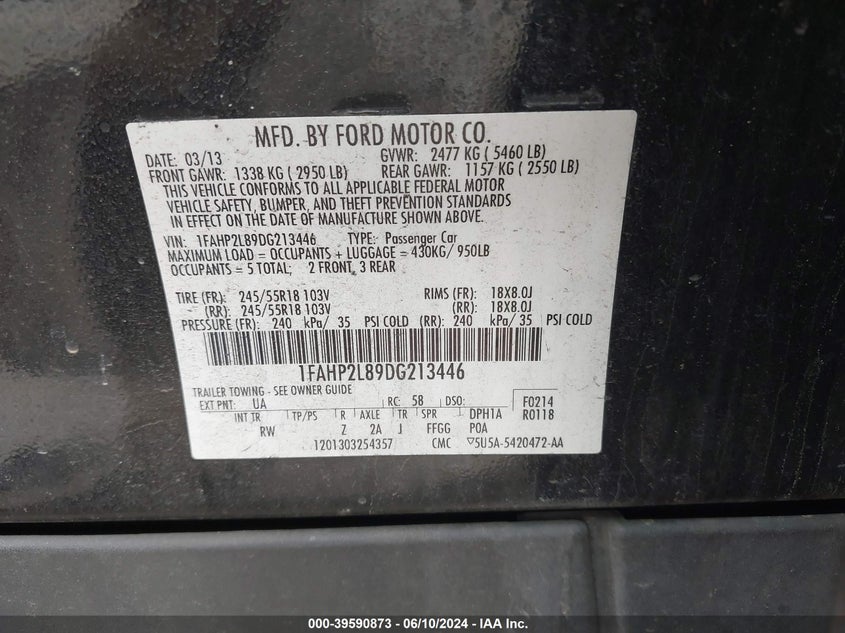 MFD. BY FORD MOTOR CO.
DATE: 03/13 GVWR: 2477 KG ( 5460 LB)
FRONT GAWR: 1338 KG ( 2950 LB) REAR GAWR: 1157 KG ( 2550 LB)
THIS VEHICLE CONFORMS TO ALL APPLICABLE FEDERAL MOTOR
VEHICLE SAFETY, BUMPER, AND THEFT PREVENTION STANDARDS
IN EFFECT ON THE DATE OF MANUFACTURE SHOWN ABOVE.
VIN: 1FAHP2L89DG213446 TYPE: Passenger Car
MAXIMUM LOAD = OCCUPANTS + LUGGAGE = 430KG/ 950LB
OCCUPANTS = 5 TOTAL; 2 FRONT, 3 REAR
TIRE (FR): 245/55R18 103V RIMS (FR): 18X8.0J
(RR): 245/55R18 103V (RR): 18X8.0J
PRESSURE (FR): 240 kPa/ 35 PSI COLD (RR): 240 kPa/ 35 PSI COLD
1FAHP2L89DG213446
TRAILER TOWING - SEE OWNER GUIDE
EXT PNT: UA RC: 58 DSO: F0214
INT TR TP/PS R AXLE TR SPR DPH1A R0118
RW Z 2A J FFGG POA
1201303254357 CMC ▽5U5A-5420472-AA
000-39590873 - 06/10/2024 - IAA Inc.